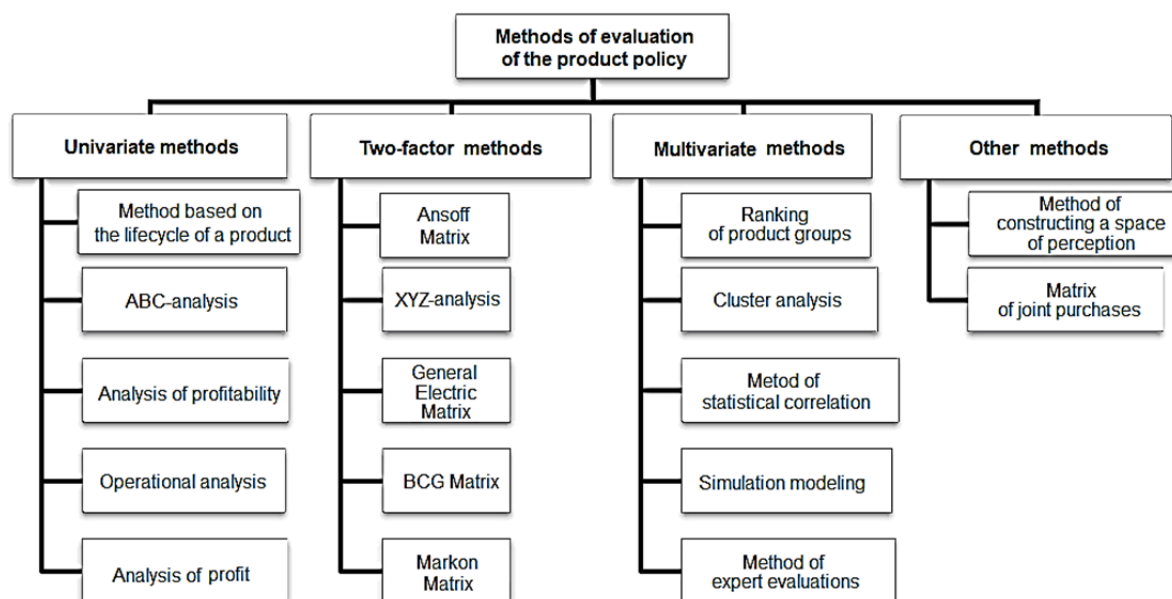 Methods of evaluation
of the product policy
Univariate methods
Method based on
the lifecycle of a product
ABC-analysis
Analysis of profitability
Operational analysis
Analysis of profit
Two-factor methods
Ansoff
Matrix
XYZ-analysis
General
Electric
Matrix
BCG Matrix
Markon
Matrix
Multivariate methods
Ranking
of product groups
Cluster analysis
Metod of
statistical correlation
Simulation modeling
Method of
expert evaluations
Other methods
Method of
constructing a space
of perception
Matrix
of joint purchases